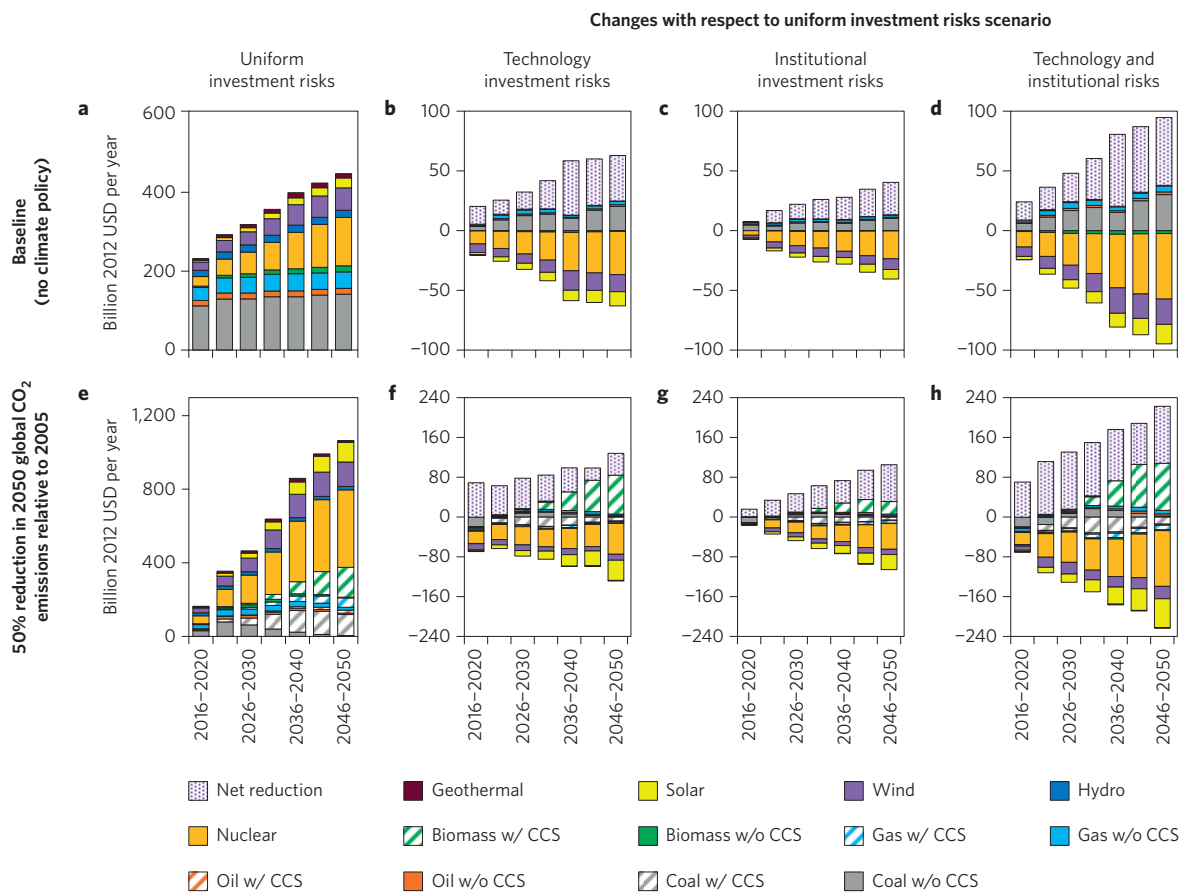 Changes with respect to uniform investment risks scenario
Uniform
investment risks
Technology
investment risks
Institutional
investment risks
Technology and
institutional risks
Baseline
(no climate policy)
a
Billion 2012 USD per year
600
400
200
0
b
100
50
0
−50
−100
c
100
50
0
−50
−100
d
100
50
0
−50
−100
50% reduction in 2050 global CO₂
emissions relative to 2005
e
Billion 2012 USD per year
1,200
800
400
0
f
240
160
80
0
−80
−160
−240
g
240
160
80
0
−80
−160
−240
h
240
160
80
0
−80
−160
−240
2016–2020
2026–2030
2036–2040
2046–2050
2016–2020
2026–2030
2036–2040
2046–2050
2016–2020
2026–2030
2036–2040
2046–2050
2016–2020
2026–2030
2036–2040
2046–2050
Net reduction
Geothermal
Solar
Wind
Hydro
Nuclear
Biomass w/ CCS
Biomass w/o CCS
Gas w/ CCS
Gas w/o CCS
Oil w/ CCS
Oil w/o CCS
Coal w/ CCS
Coal w/o CCS